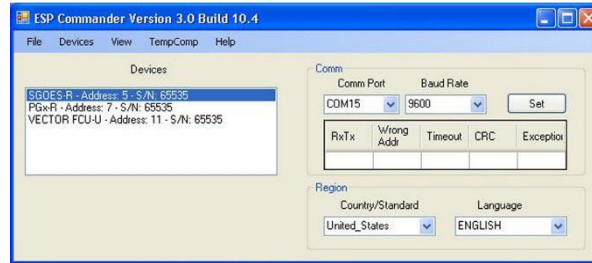 ESP Commander Version 3.0 Build 10.4
File Devices View TempComp Help
Devices
SGOES-R - Address: 5 - S/N: 65535
PGx-R - Address: 7 - S/N: 65535
VECTOR FCU-U - Address: 11 - S/N: 65535
Comm
Comm Port Baud Rate
COM15 9600 Set
RxTx Wrong Addr Timeout CRC Exception
Region
Country/Standard Language
United_States ENGLISH